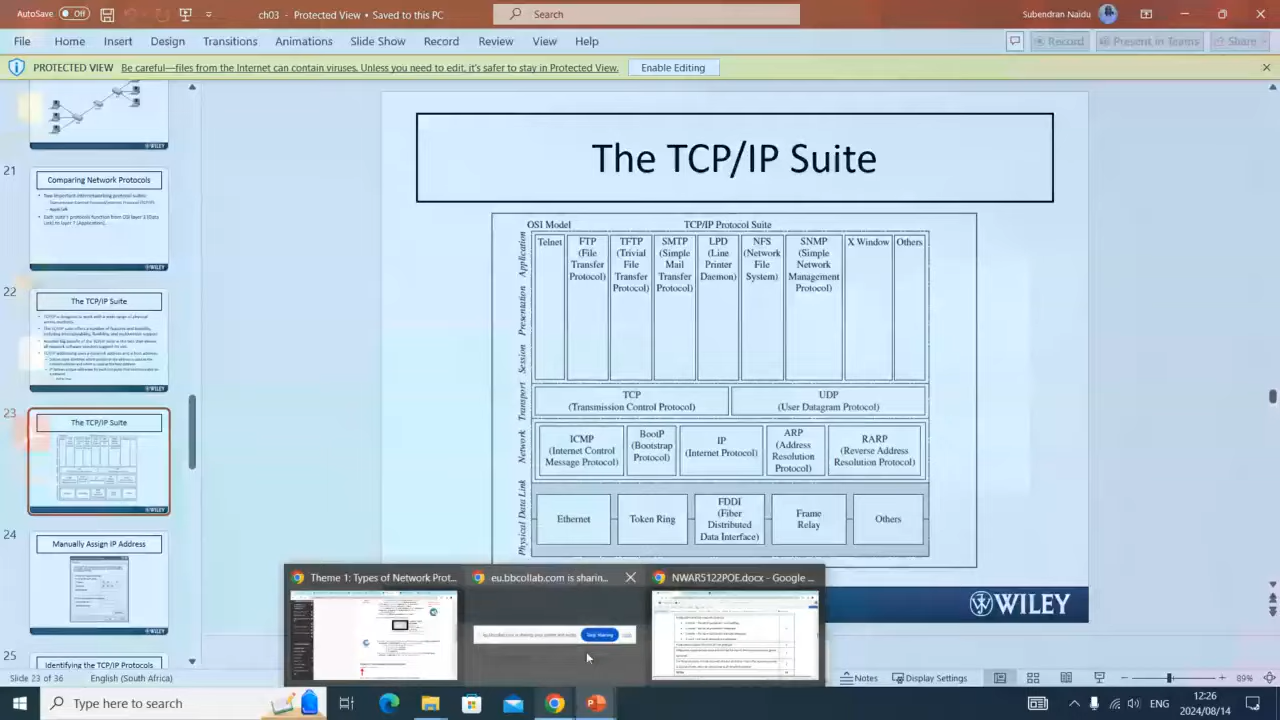 AutoSave Off ch03 - Protected View • Saved to this PC Search Subendran Naidu
File Home Insert Design Transitions Animations Slide Show Record Review View Help Record Present in Teams Share
PROTECTED VIEW Be careful—files from the Internet can contain viruses. Unless you need to edit, it's safer to stay in Protected View. Enable Editing
WILEY
21
Comparing Network Protocols
WILEY
22
The TCP/IP Suite
WILEY
23
The TCP/IP Suite
WILEY
24
Manually Assign IP Address
WILEY
Identifying the TCP/IP Protocols
The TCP/IP Suite
OSI Model TCP/IP Protocol Suite
Application
Presentation
Session
Telnet
FTP
(File
Transfer
Protocol)
TFTP
(Trivial
File
Transfer
Protocol)
SMTP
(Simple
Mail
Transfer
Protocol)
LPD
(Line
Printer
Daemon)
NFS
(Network
File
System)
SNMP
(Simple
Network
Management
Protocol)
X Window
Others
Transport
TCP
(Transmission Control Protocol)
UDP
(User Datagram Protocol)
Network
ICMP
(Internet Control
Message Protocol)
BootP
(Bootstrap
Protocol)
IP
(Internet Protocol)
ARP
(Address
Resolution
Protocol)
RARP
(Reverse Address
Resolution Protocol)
Physical Data Link
Ethernet
Token Ring
FDDI
(Fiber
Distributed
Data Interface)
Frame
Relay
Others
WILEY
Theme 1: Types of Network Prot...
eu.bbcollab.com is sharin...
NWAR5122POE.docx - Google ...
Stop sharing
English (South Africa)
Notes Display Settings 89%
Type here to search
ENG
12:26
2024/08/14